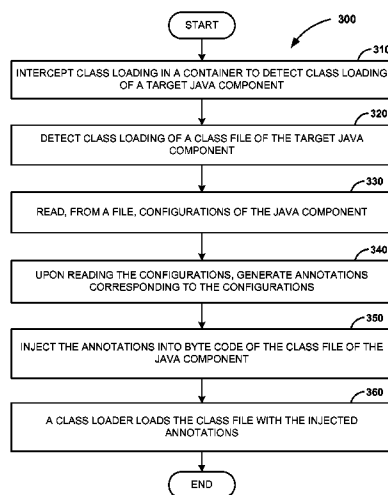 START
300
310
INTERCEPT CLASS LOADING IN A CONTAINER TO DETECT CLASS LOADING
OF A TARGET JAVA COMPONENT
320
DETECT CLASS LOADING OF A CLASS FILE OF THE TARGET JAVA
COMPONENT
330
READ, FROM A FILE, CONFIGURATIONS OF THE JAVA COMPONENT
340
UPON READING THE CONFIGURATIONS, GENERATE ANNOTATIONS
CORRESPONDING TO THE CONFIGURATIONS
350
INJECT THE ANNOTATIONS INTO BYTE CODE OF THE CLASS FILE OF THE
JAVA COMPONENT
360
A CLASS LOADER LOADS THE CLASS FILE WITH THE INJECTED
ANNOTATIONS
END